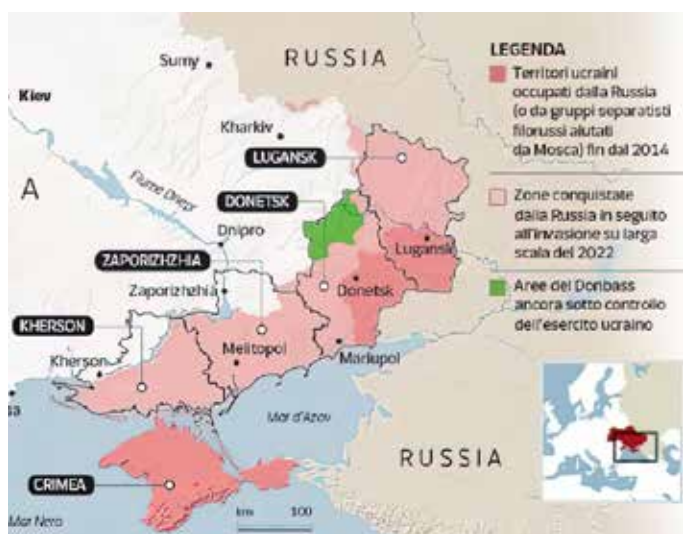 Sumy
RUSSIA
Kiev
Kharkiv
LUGANSK
A
Fiume Dnepr
DONETSK
Dnipro
Lugansk
ZAPORIZHZHIA
Zaporizhzhia
Donetsk
KHERSON
Melitopol
Mariupol
Kherson
sa
Mar d'Azov
RUSSIA
CRIMEA
km 100
Mar Nero
LEGENDA
Territori ucraini
occupati dalla Russia
(o da gruppi separatisti
filorussi aiutati
da Mosca) fin dal 2014
Zone conquistate
dalla Russia in seguito
all'invasione su larga
scala del 2022
Aree del Donbass
ancora sotto controllo
dell'esercito ucraino